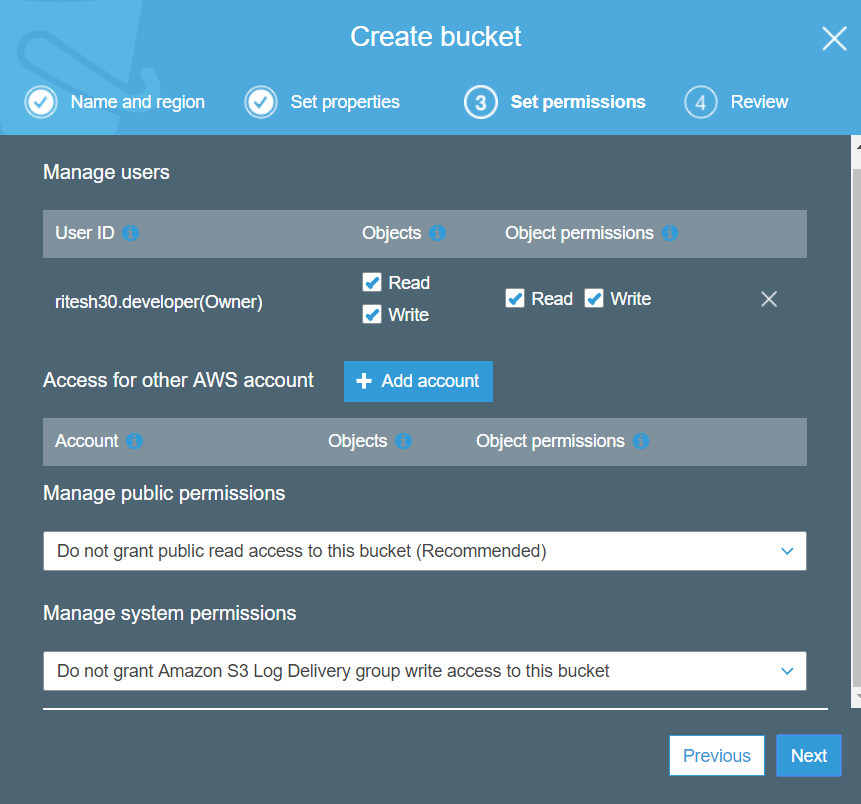 Create bucket
Name and region Set properties 3 Set permissions 4 Review
Manage users
User ID Objects Object permissions
ritesh30.developer(Owner) Read Write Read Write
Access for other AWS account Add account
Account Objects Object permissions
Manage public permissions
Do not grant public read access to this bucket (Recommended)
Manage system permissions
Do not grant Amazon S3 Log Delivery group write access to this bucket
Previous Next